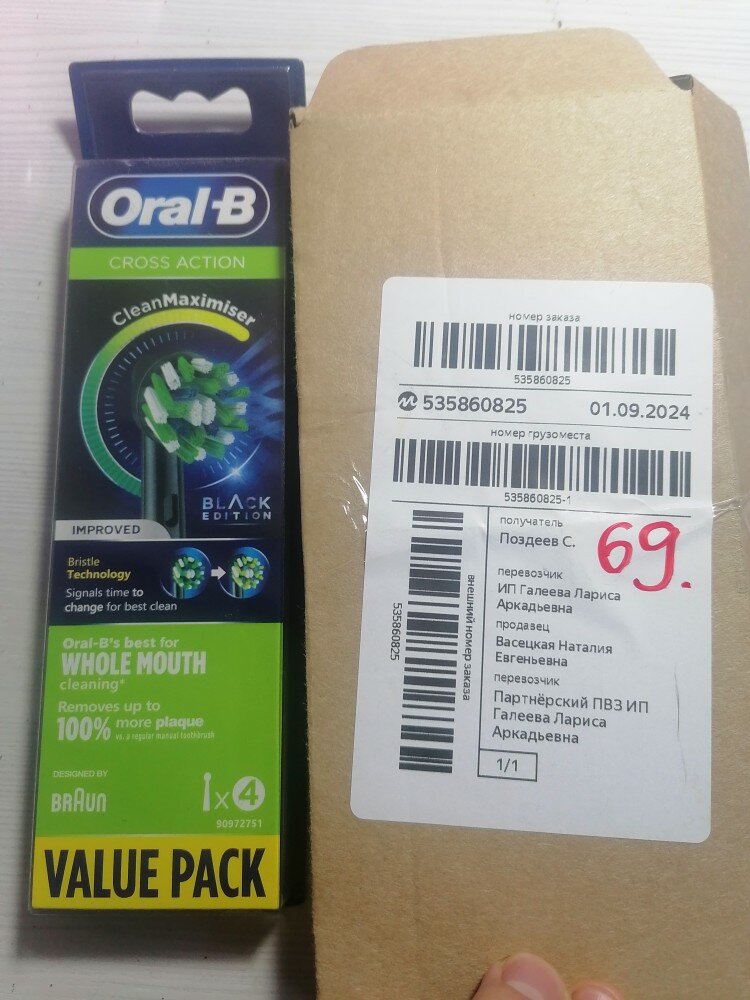 Oral-B
CROSS ACTION
CleanMaximiser
BLACK
EDITION
IMPROVED
Bristle
Technology
Signals time to
change for best clean
Oral-B's best for
WHOLE MOUTH
cleaning*
Removes up to
100% more plaque
vs. a regular manual toothbrush
DESIGNED BY
BRAUN
x4
90972751
VALUE PACK
номер заказа
535860825
535860825 01.09.2024
номер грузоместа
535860825-1
получатель
Поздеев С.
69.
перевозчик
ИП Галеева Лариса
Аркадьевна
продавец
Васецкая Наталия
Евгеньевна
перевозчик
Партнёрский ПВЗ ИП
Галеева Лариса
Аркадьевна
1/1
внешний номер заказа
535860825